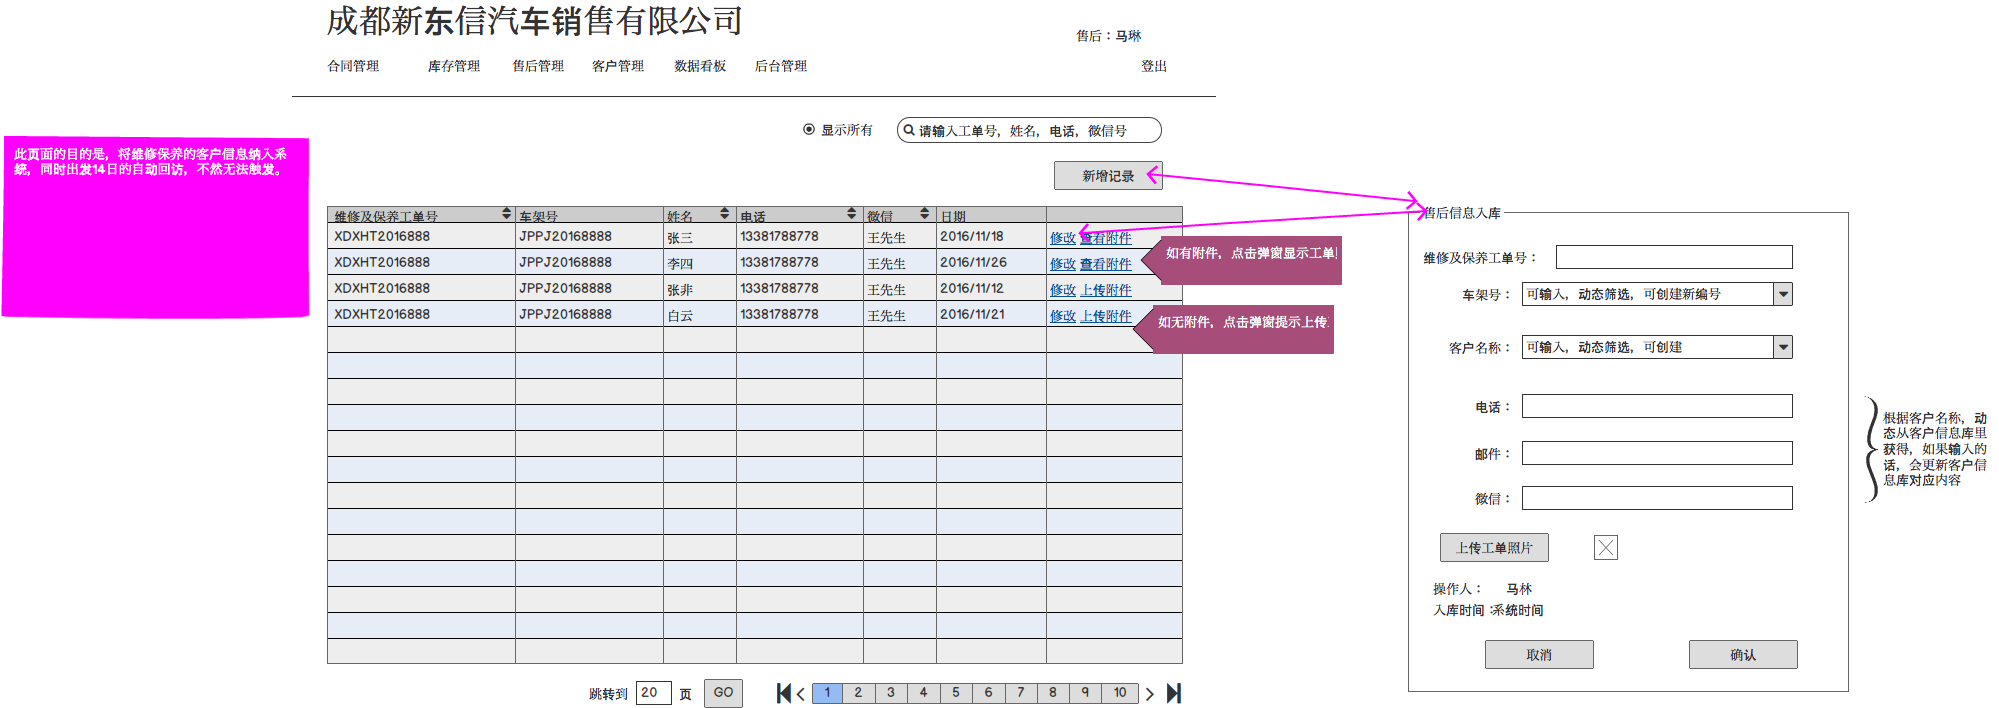 成都新东信汽车销售有限公司
售后：马琳
合同管理 库存管理 售后管理 客户管理 数据看板 后台管理 登出
显示所有 请输入工单号，姓名，电话，微信号
此页面的目的是，将维修保养的客户信息纳入系
统，同时出发14日的自动回访，不然无法触发。
新增记录
维修及保养工单号 车架号 姓名 电话 微信 日期
XDXHT2016888 JPPJ20168888 张三 13381788778 王先生 2016/11/18 修改 查看附件
XDXHT2016888 JPPJ20168888 李四 13381788778 王先生 2016/11/26 修改 查看附件
XDXHT2016888 JPPJ20168888 张非 13381788778 王先生 2016/11/12 修改 上传附件
XDXHT2016888 JPPJ20168888 白云 13381788778 王先生 2016/11/21 修改 上传附件
如有附件，点击弹窗显示工单
如无附件，点击弹窗提示上传
跳转到 20 页 GO 1 2 3 4 5 6 7 8 9 10
售后信息入库
维修及保养工单号：
车架号： 可输入，动态筛选，可创建新编号
客户名称： 可输入，动态筛选，可创建
电话：
邮件：
微信：
根据客户名称，动
态从客户信息库里
获得，如果输入的
话，会更新客户信
息库对应内容
上传工单照片
操作人： 马林
入库时间：系统时间
取消 确认